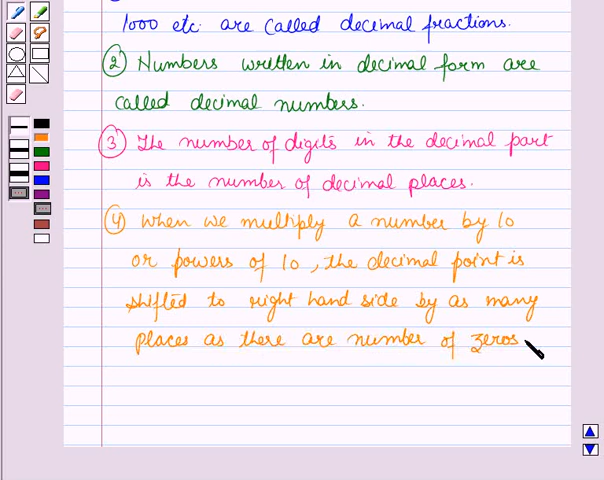 1000 etc. are called decimal fractions.
② Numbers written in decimal form are
called decimal numbers.
③ The number of digits in the decimal part
is the number of decimal places.
④ When we multiply a number by 10
or powers of 10, the decimal point is
shifted to right hand side by as many
places as there are number of zeros